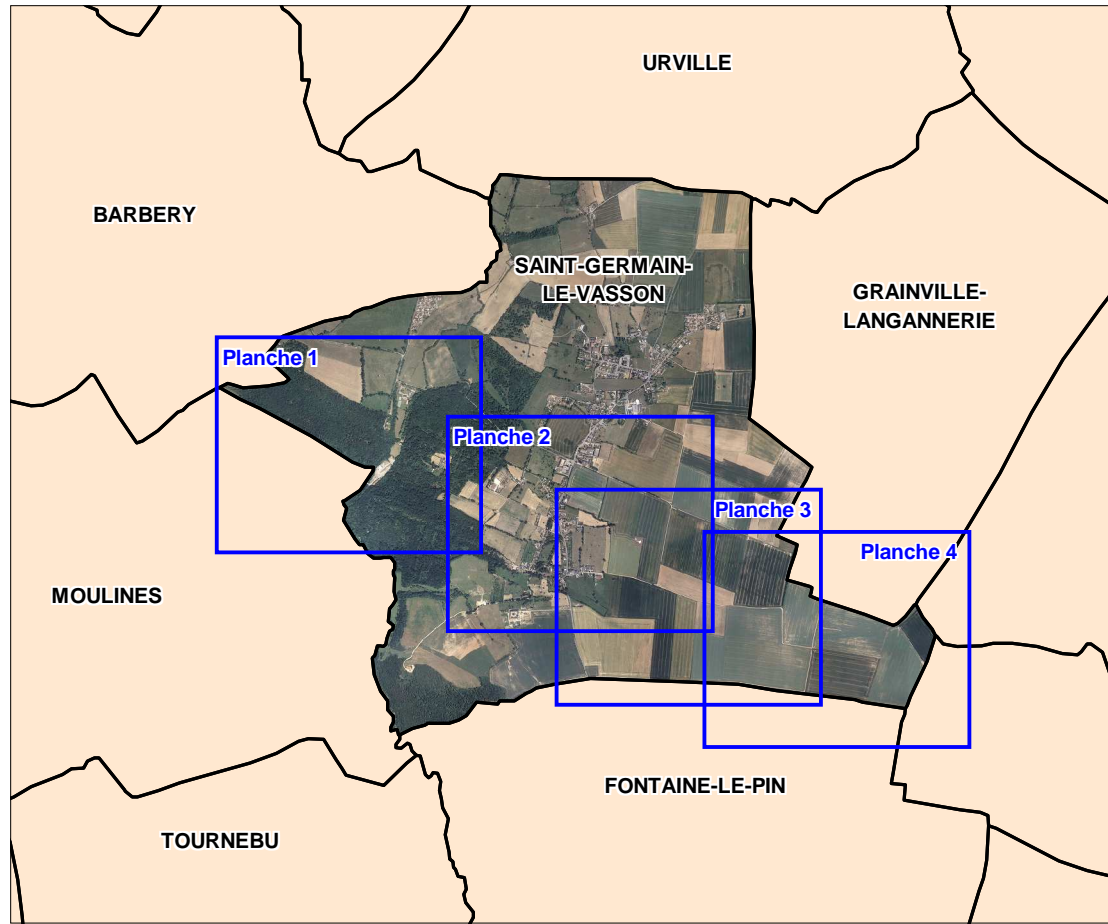 URVILLE
BARBERY
SAINT-GERMAIN-
LE-VASSON
GRAINVILLE-
LANGANNERIE
Planche 1
Planche 2
Planche 3
Planche 4
MOULINES
FONTAINE-LE-PIN
TOURNEBU